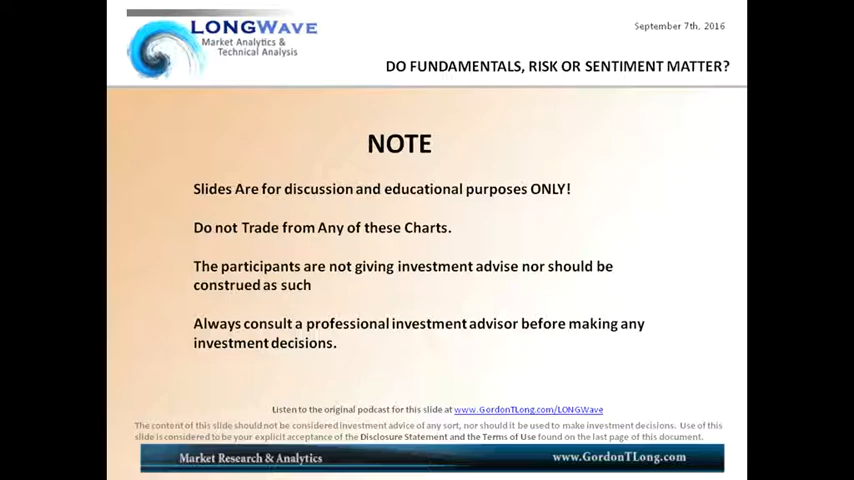 LONGWAVE
Market Analytics &
Technical Analysis
September 7th, 2016
DO FUNDAMENTALS, RISK OR SENTIMENT MATTER?
NOTE
Slides Are for discussion and educational purposes ONLY!
Do not Trade from Any of these Charts.
The participants are not giving investment advise nor should be
construed as such
Always consult a professional investment advisor before making any
investment decisions.
Listen to the original podcast for this slide at www.GordonTLong.com/LONGWave
The content of this slide should not be considered investment advice of any sort, nor should it be used to make investment decisions. Use of this
slide is considered to be your explicit acceptance of the Disclosure Statement and the Terms of Use found on the last page of this document.
Market Research & Analytics
www.GordonTLong.com